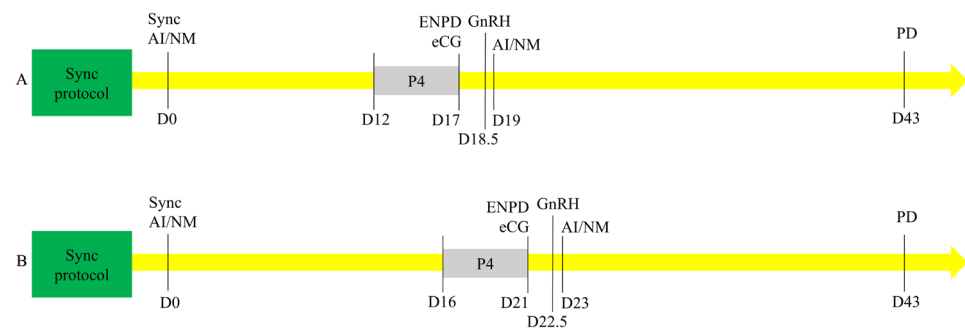 Sync
AI/NM
ENPD
eCG
GnRH
AI/NM
PD
A
Sync
protocol
P4
D0
D12
D17
D18.5
D19
D43
Sync
AI/NM
ENPD
eCG
GnRH
AI/NM
PD
B
Sync
protocol
P4
D0
D16
D21
D22.5
D23
D43